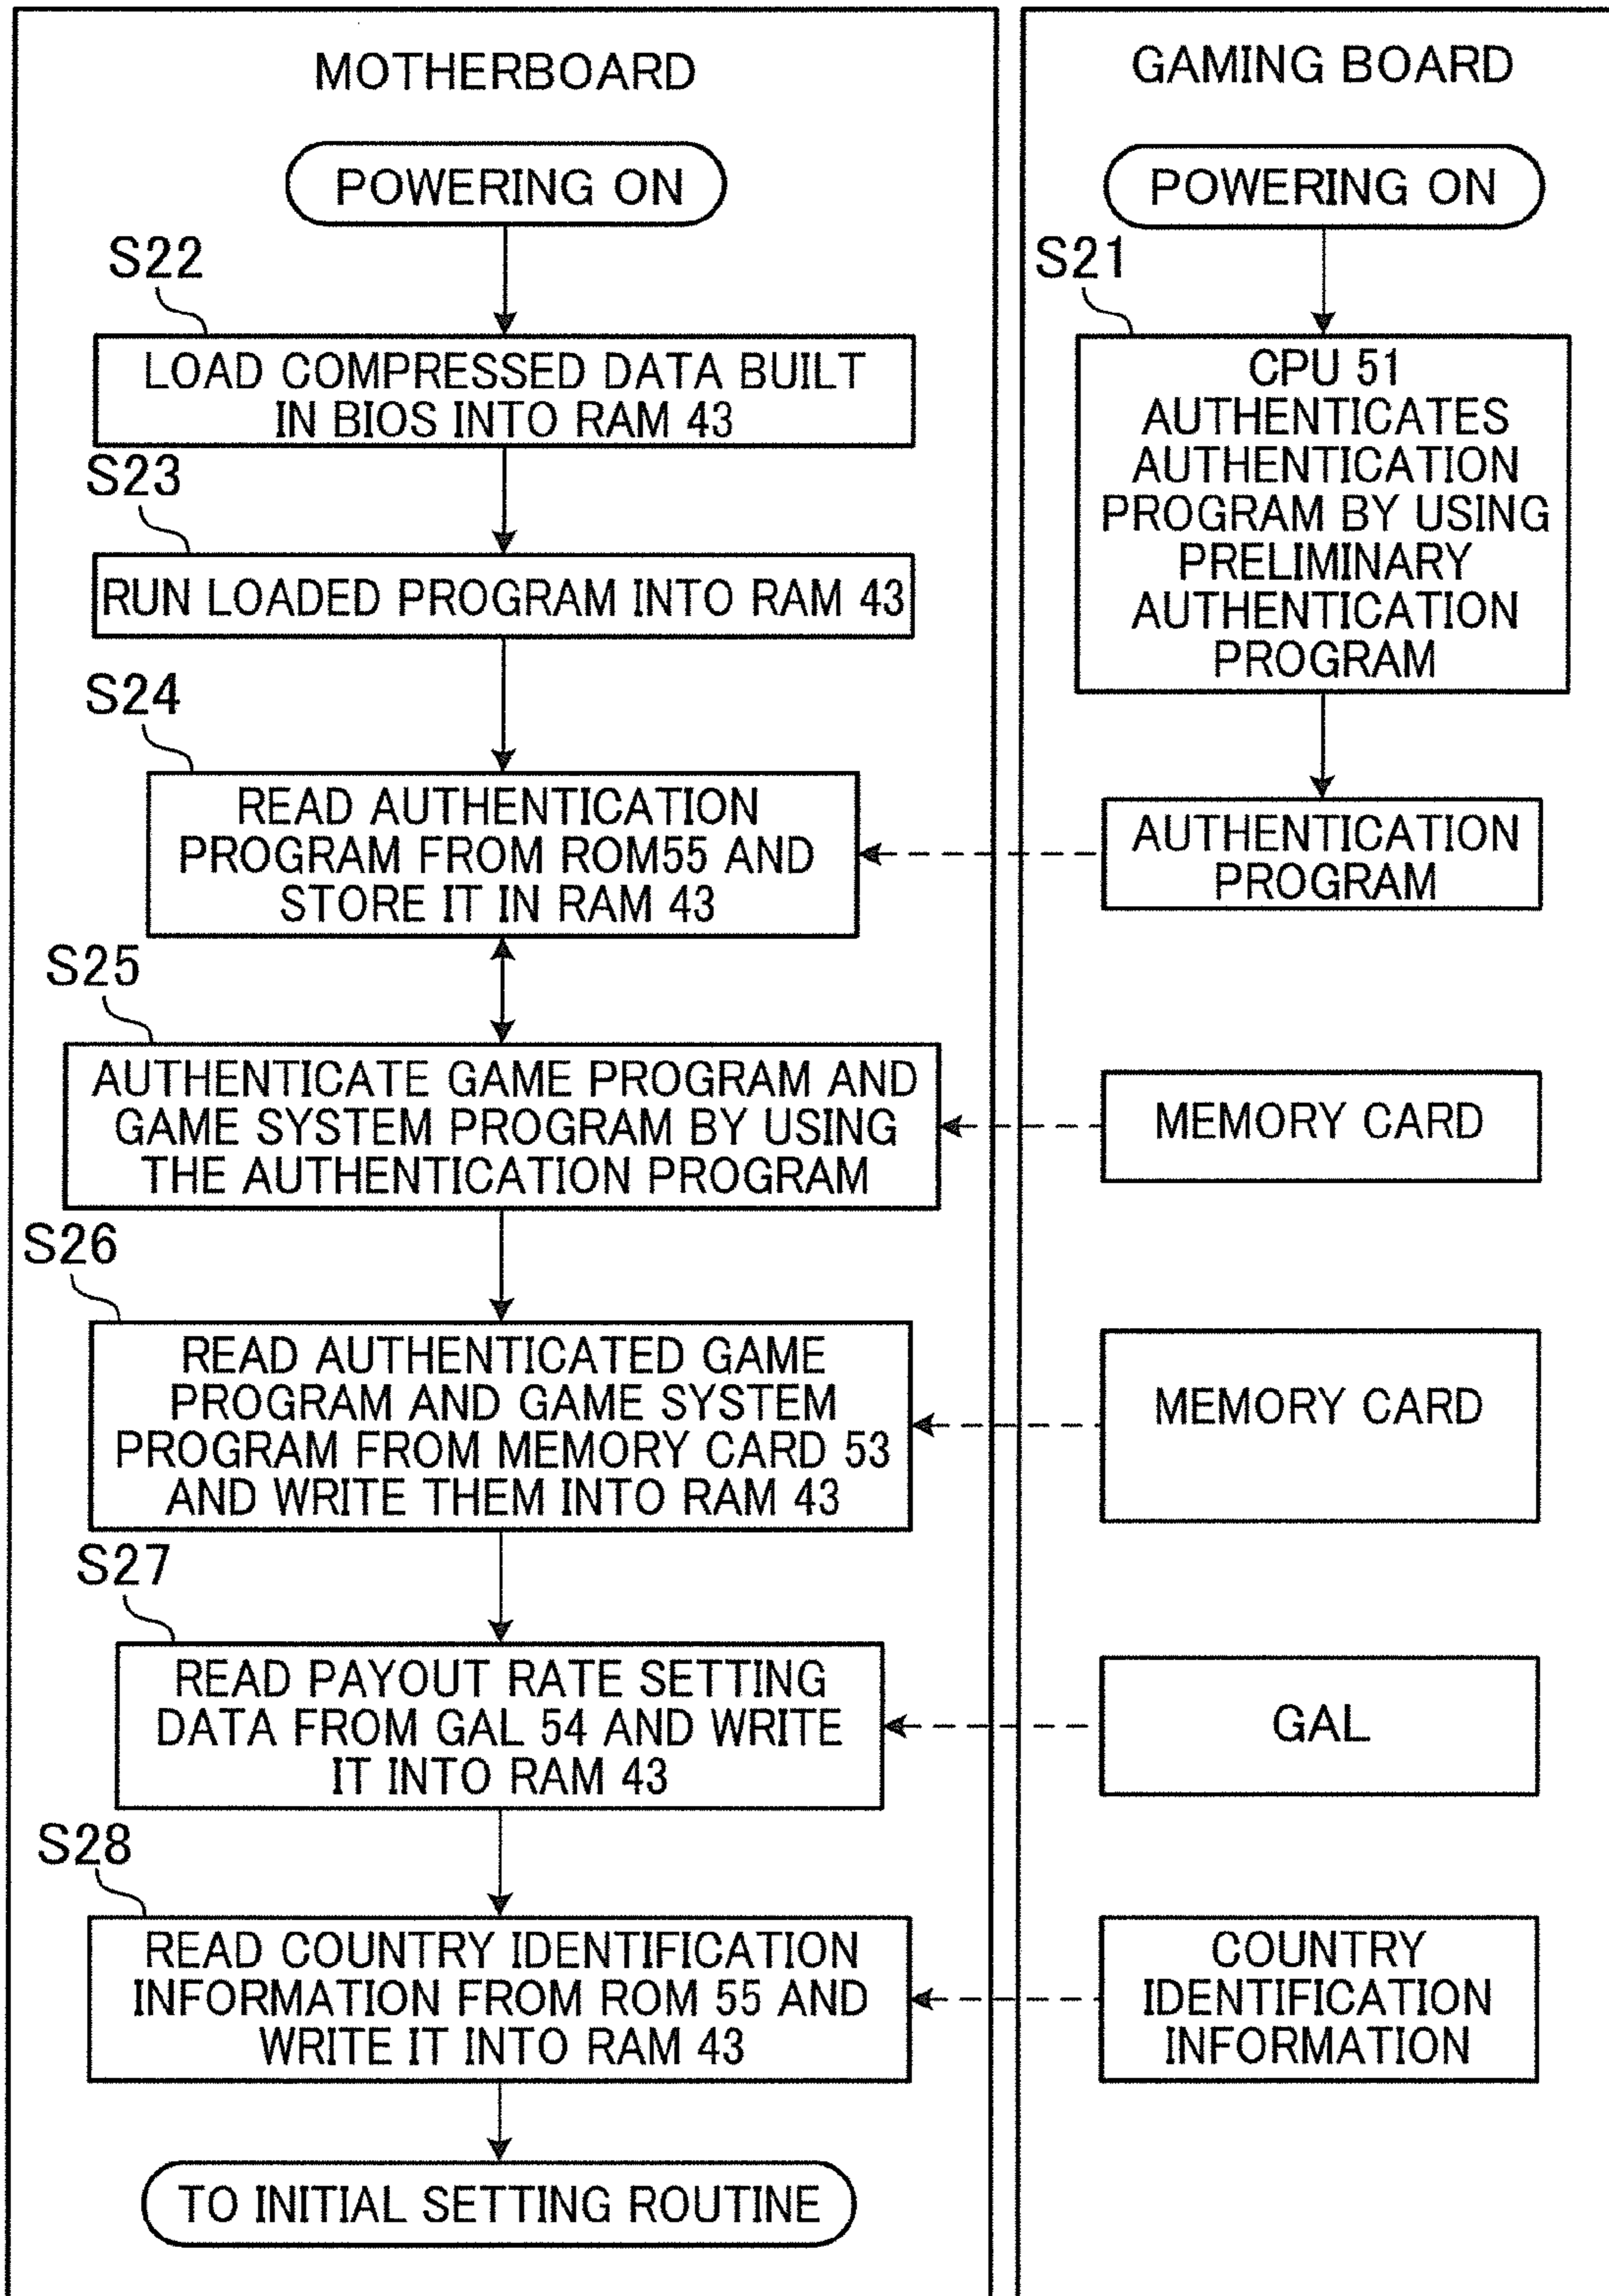 MOTHERBOARD
POWERING ON
S22
LOAD COMPRESSED DATA BUILT
IN BIOS INTO RAM 43
S23
RUN LOADED PROGRAM INTO RAM 43
S24
READ AUTHENTICATION
PROGRAM FROM ROM55 AND
STORE IT IN RAM 43
S25
AUTHENTICATE GAME PROGRAM AND
GAME SYSTEM PROGRAM BY USING
THE AUTHENTICATION PROGRAM
S26
READ AUTHENTICATED GAME
PROGRAM AND GAME SYSTEM
PROGRAM FROM MEMORY CARD 53
AND WRITE THEM INTO RAM 43
S27
READ PAYOUT RATE SETTING
DATA FROM GAL 54 AND WRITE
IT INTO RAM 43
S28
READ COUNTRY IDENTIFICATION
INFORMATION FROM ROM 55 AND
WRITE IT INTO RAM 43
TO INITIAL SETTING ROUTINE
GAMING BOARD
POWERING ON
S21
CPU 51
AUTHENTICATES
AUTHENTICATION
PROGRAM BY USING
PRELIMINARY
AUTHENTICATION
PROGRAM
AUTHENTICATION
PROGRAM
MEMORY CARD
MEMORY CARD
GAL
COUNTRY
IDENTIFICATION
INFORMATION